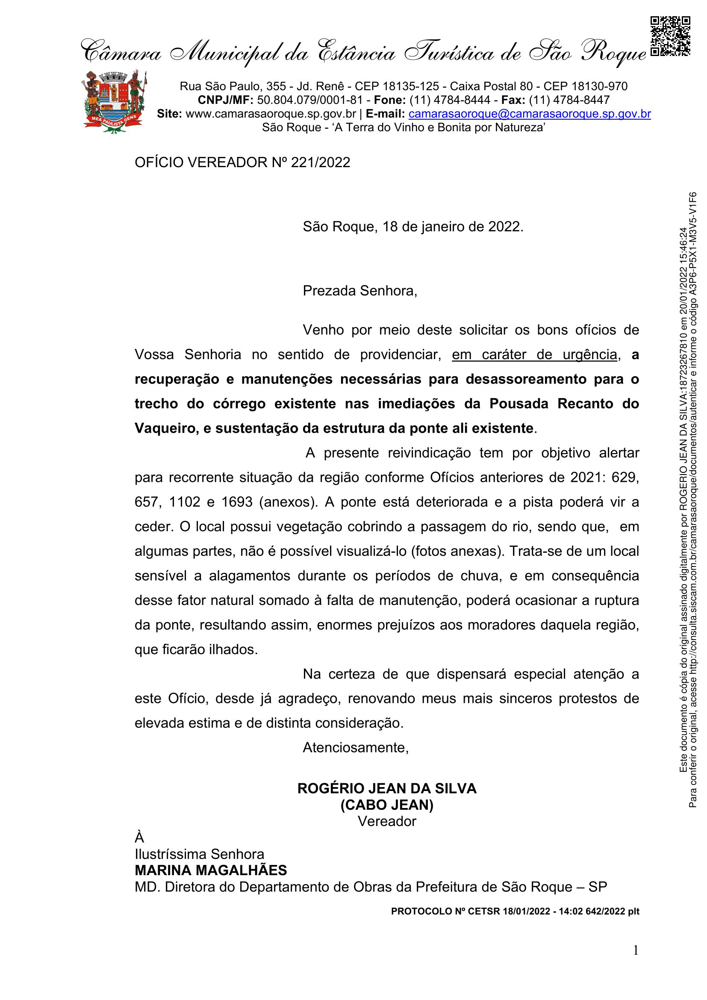 Câmara Municipal da Estância Turística de São Roque
Rua São Paulo, 355 - Jd. Renê - CEP 18135-125 - Caixa Postal 80 - CEP 18130-970
CNPJ/MF: 50.804.079/0001-81 - Fone: (11) 4784-8444 - Fax: (11) 4784-8447
Site: www.camarasaoroque.sp.gov.br | E-mail: camarasaoroque@camarasaoroque.sp.gov.br
São Roque - ‘A Terra do Vinho e Bonita por Natureza’
MEA PAULISTA GENS
OFÍCIO VEREADOR Nº 221/2022
São Roque, 18 de janeiro de 2022.
Prezada Senhora,
Venho por meio deste solicitar os bons ofícios de
Vossa Senhoria no sentido de providenciar, em caráter de urgência, a
recuperação e manutenções necessárias para desassoreamento para o
trecho do córrego existente nas imediações da Pousada Recanto do
Vaqueiro, e sustentação da estrutura da ponte ali existente.
A presente reivindicação tem por objetivo alertar
para recorrente situação da região conforme Ofícios anteriores de 2021: 629,
657, 1102 e 1693 (anexos). A ponte está deteriorada e a pista poderá vir a
ceder. O local possui vegetação cobrindo a passagem do rio, sendo que, em
algumas partes, não é possível visualizá-lo (fotos anexas). Trata-se de um local
sensível a alagamentos durante os períodos de chuva, e em consequência
desse fator natural somado à falta de manutenção, poderá ocasionar a ruptura
da ponte, resultando assim, enormes prejuízos aos moradores daquela região,
que ficarão ilhados.
Na certeza de que dispensará especial atenção a
este Ofício, desde já agradeço, renovando meus mais sinceros protestos de
elevada estima e de distinta consideração.
Atenciosamente,
ROGÉRIO JEAN DA SILVA
(CABO JEAN)
Vereador
À
Ilustríssima Senhora
MARINA MAGALHÃES
MD. Diretora do Departamento de Obras da Prefeitura de São Roque – SP
PROTOCOLO Nº CETSR 18/01/2022 - 14:02 642/2022 plt
1
Este documento é cópia do original assinado digitalmente por ROGERIO JEAN DA SILVA:18723267810 em 20/01/2022 15:46:24
Para conferir o original, acesse http://consulta.siscam.com.br/camarasaoroque/documentos/autenticar e informe o código A3P6-P5X1-M3V5-V1F6